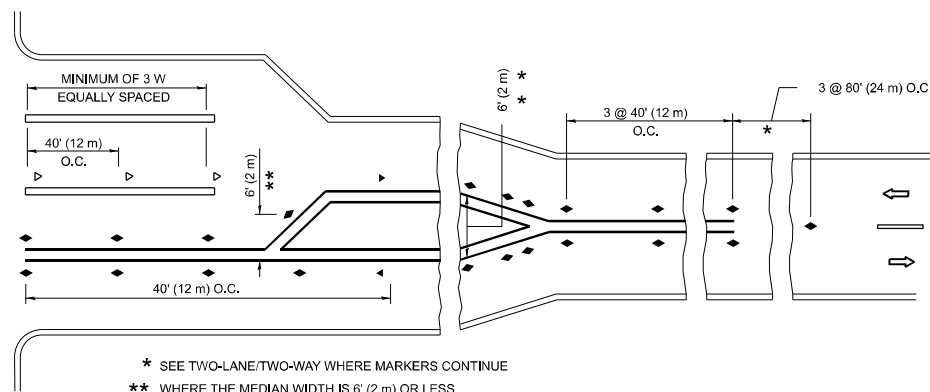 MINIMUM OF 3 W
EQUALLY SPACED
40' (12 m)
O.C.
6' (2 m)
**
6' (2 m)
* *
3 @ 40' (12 m)
O.C.
3 @ 80' (24 m) O.C
*
40' (12 m) O.C.
* SEE TWO-LANE/TWO-WAY WHERE MARKERS CONTINUE
** WHERE THE MEDIAN WIDTH IS 6' (2 m) OR LESS